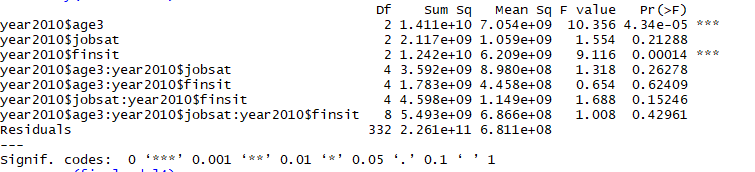 Df Sum Sq Mean Sq F value Pr(>F)
year2010$age3 2 1.411e+10 7.054e+09 10.356 4.34e-05 ***
year2010$jobsat 2 2.117e+09 1.059e+09 1.554 0.21288
year2010$finsit 2 1.242e+10 6.209e+09 9.116 0.00014 ***
year2010$age3:year2010$jobsat 4 3.592e+09 8.980e+08 1.318 0.26278
year2010$age3:year2010$finsit 4 1.783e+09 4.458e+08 0.654 0.62409
year2010$jobsat:year2010$finsit 4 4.598e+09 1.149e+09 1.688 0.15246
year2010$age3:year2010$jobsat:year2010$finsit 8 5.493e+09 6.866e+08 1.008 0.42961
Residuals 332 2.261e+11 6.811e+08
---
Signif. codes: 0 ‘***’ 0.001 ‘**’ 0.01 ‘*’ 0.05 ‘.’ 0.1 ‘ ’ 1